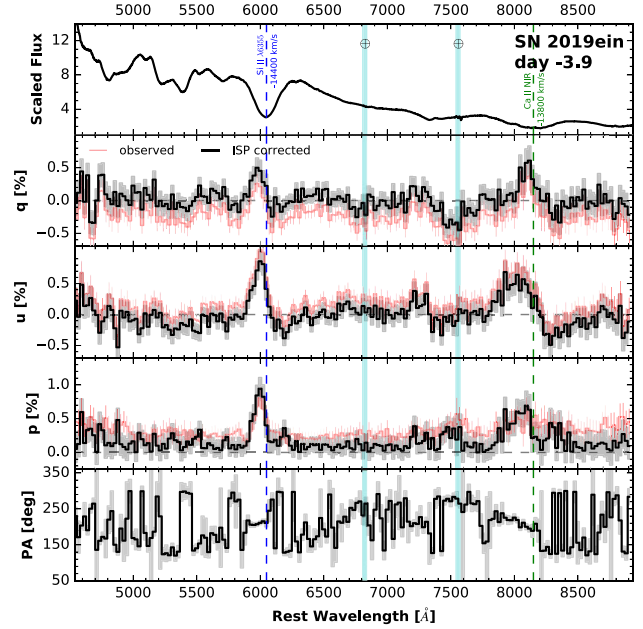 5000 5500 6000 6500 7000 7500 8000 8500
SN 2019ein
day -3.9
Scaled Flux
12
8
4
Si II λ6355
-14400 km/s
⊕
⊕
Ca II NIR
-13800 km/s
observed
ISP corrected
q [%]
0.5
0.0
−0.5
u [%]
0.5
0.0
−0.5
p [%]
1.0
0.5
0.0
PA [deg]
350
250
150
50
5000 5500 6000 6500 7000 7500 8000 8500
Rest Wavelength [Å]